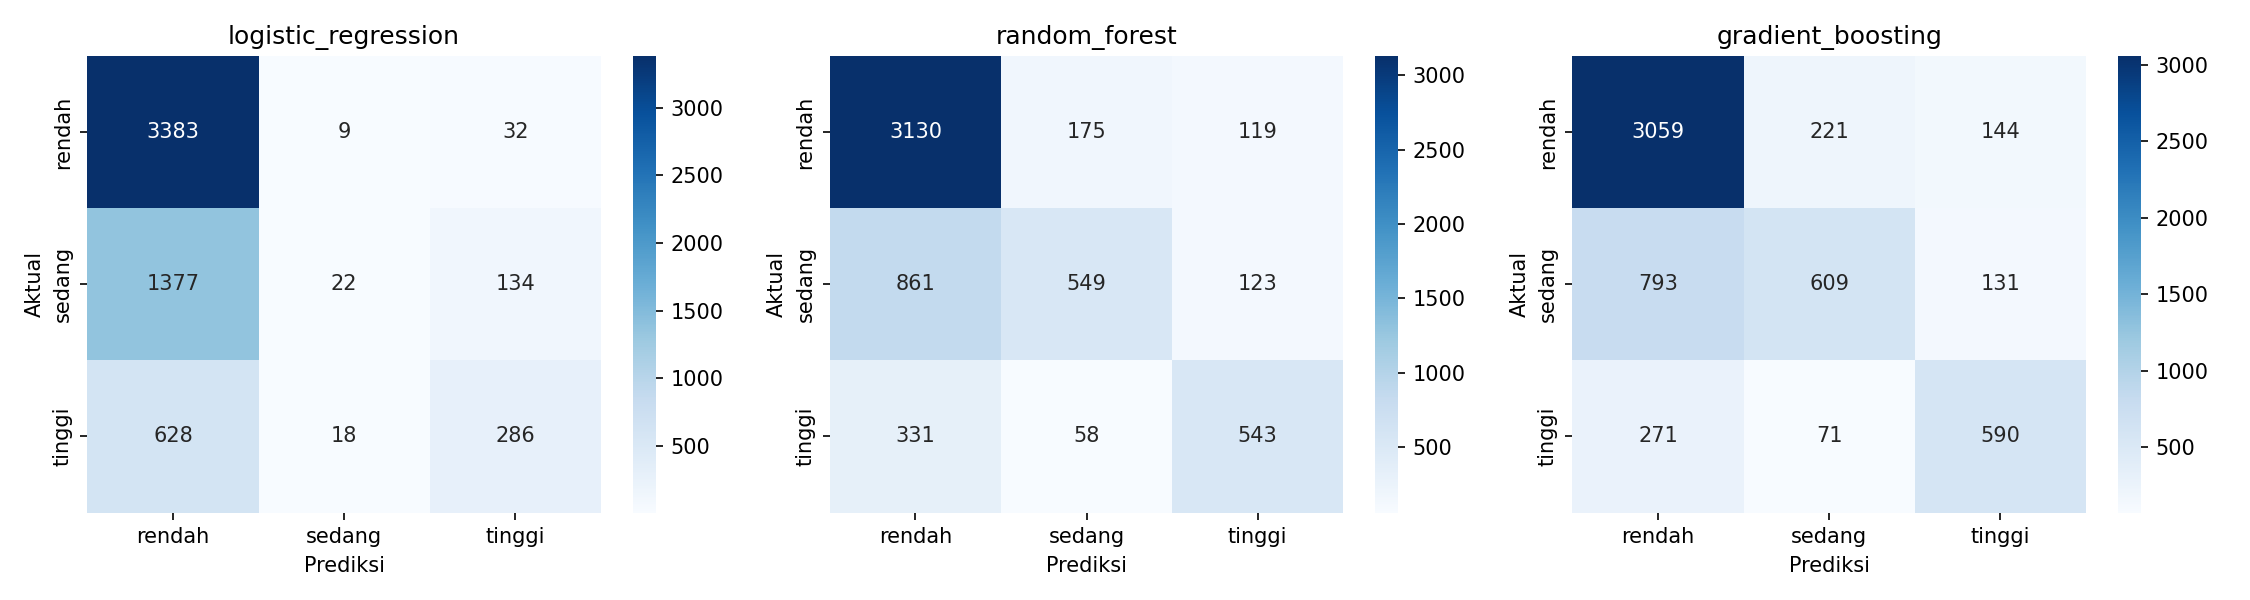 logistic_regression
rendah
sedang
tinggi
Aktual
3383 9 32
1377 22 134
628 18 286
rendah sedang tinggi
Prediksi
3000
2500
2000
1500
1000
500
random_forest
rendah
sedang
tinggi
Aktual
3130 175 119
861 549 123
331 58 543
rendah sedang tinggi
Prediksi
3000
2500
2000
1500
1000
500
gradient_boosting
rendah
sedang
tinggi
Aktual
3059 221 144
793 609 131
271 71 590
rendah sedang tinggi
Prediksi
3000
2500
2000
1500
1000
500